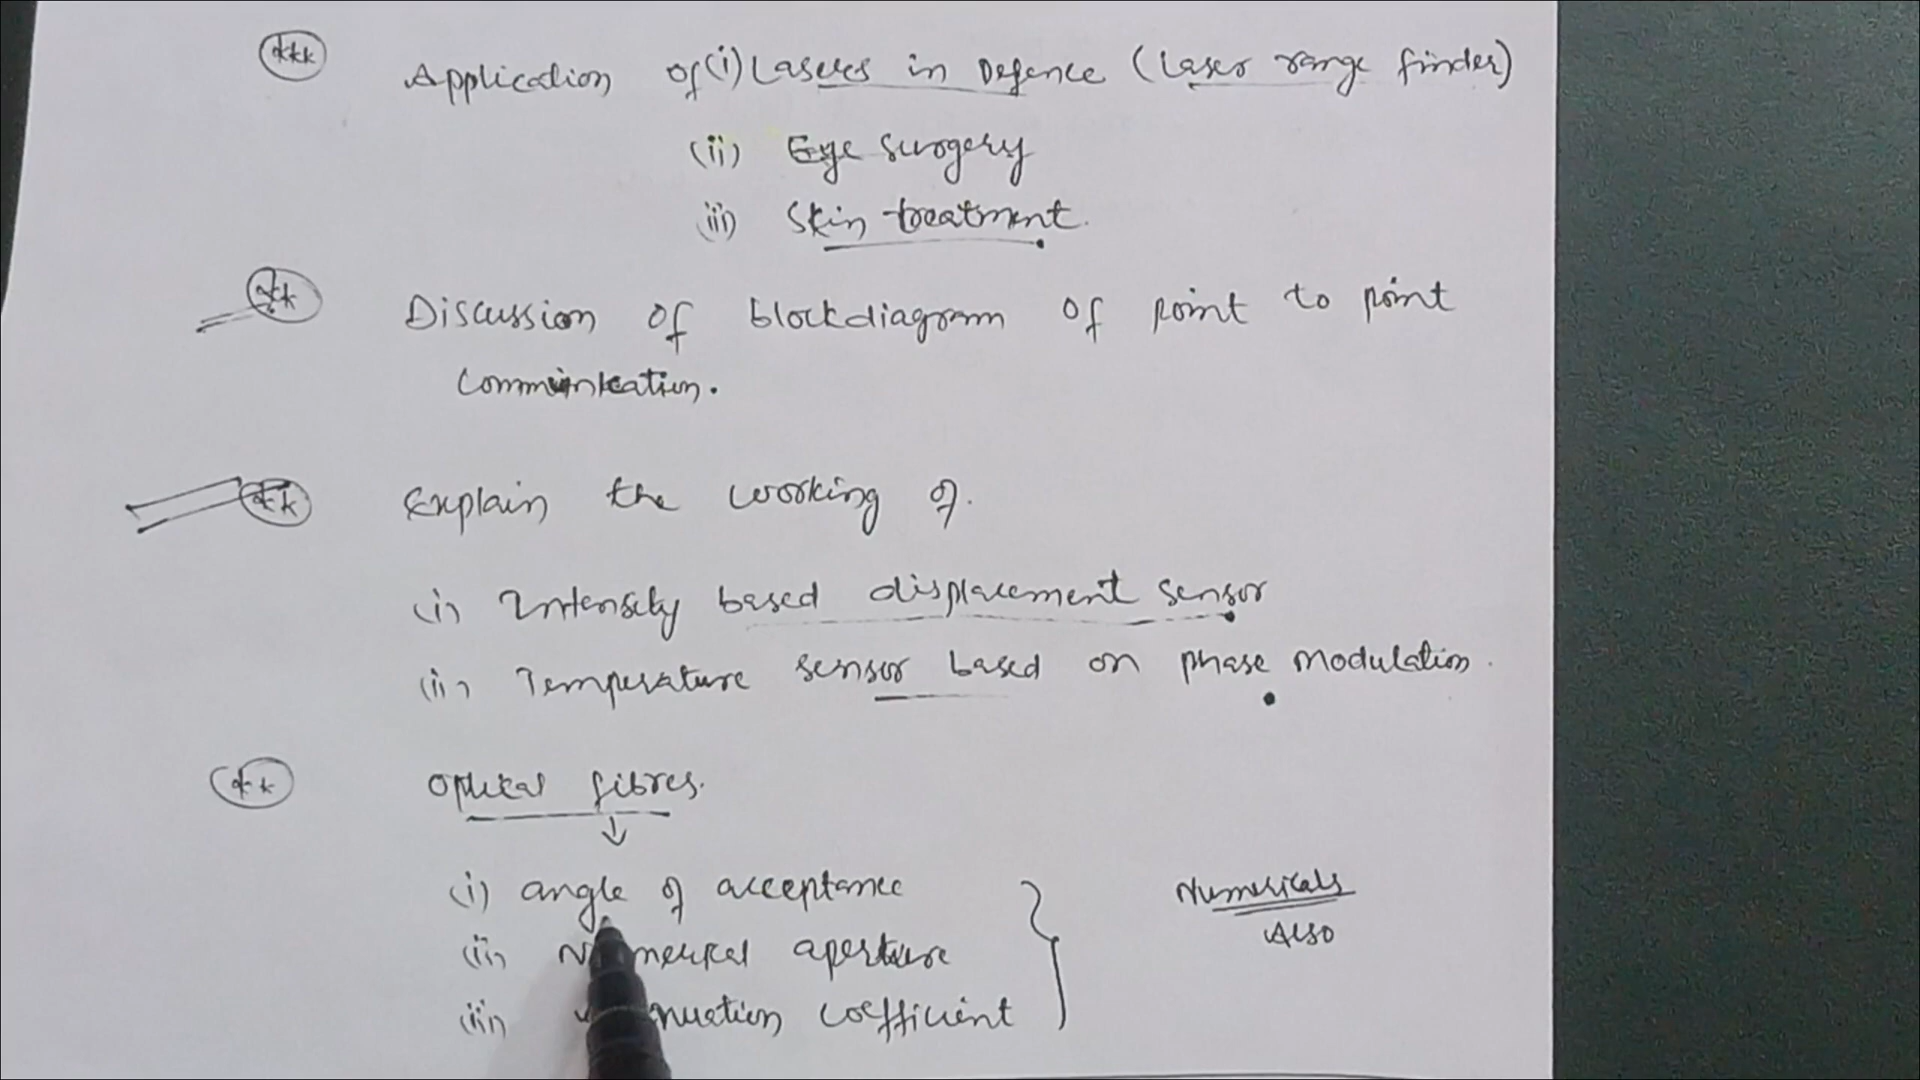 *** Application of (i) Lasers in Defence (Laser range finder)
(ii) Eye surgery
(iii) Skin treatment.
** Discussion of blockdiagram of point to point
communication.
** Explain the working of.
(i) Intensity based displacement sensor
(ii) Temperature sensor based on phase modulation.
** Optical fibres.
↓
(i) angle of acceptance
(ii) Numerical aperture
(iii) coefficient
Numericals
Also